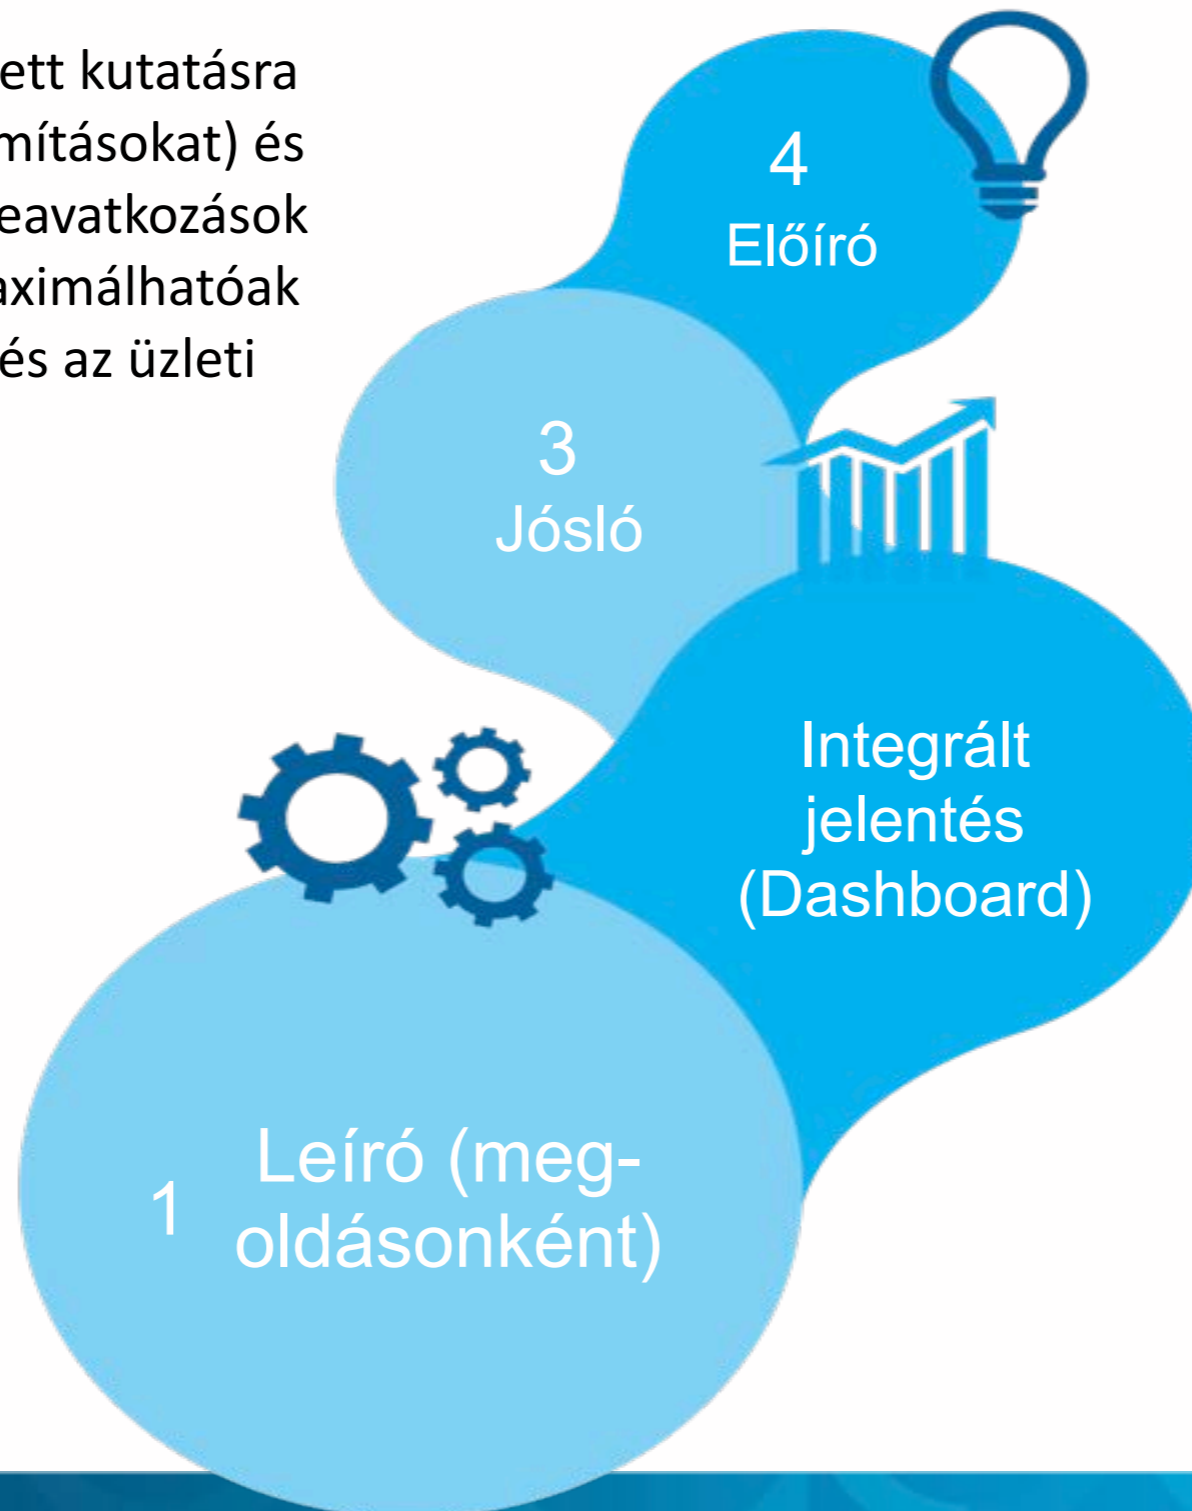 ett kutatásra
mításokat) és
eavatkozások
aximálhatóak
és az üzleti
4
Előíró
3
Jósló
Integrált
jelentés
(Dashboard)
1
Leíró (meg-
oldásonként)